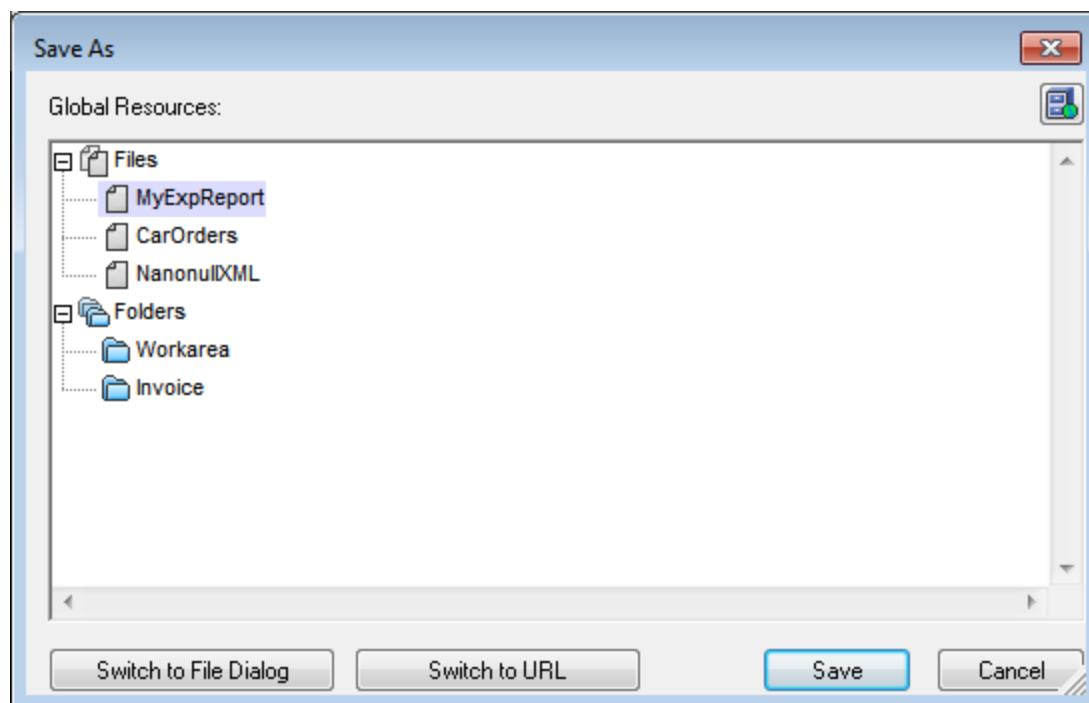 Save As
Global Resources:
Files
MyExpReport
CarOrders
NanonullXML
Folders
Workarea
Invoice
Switch to File Dialog Switch to URL Save Cancel